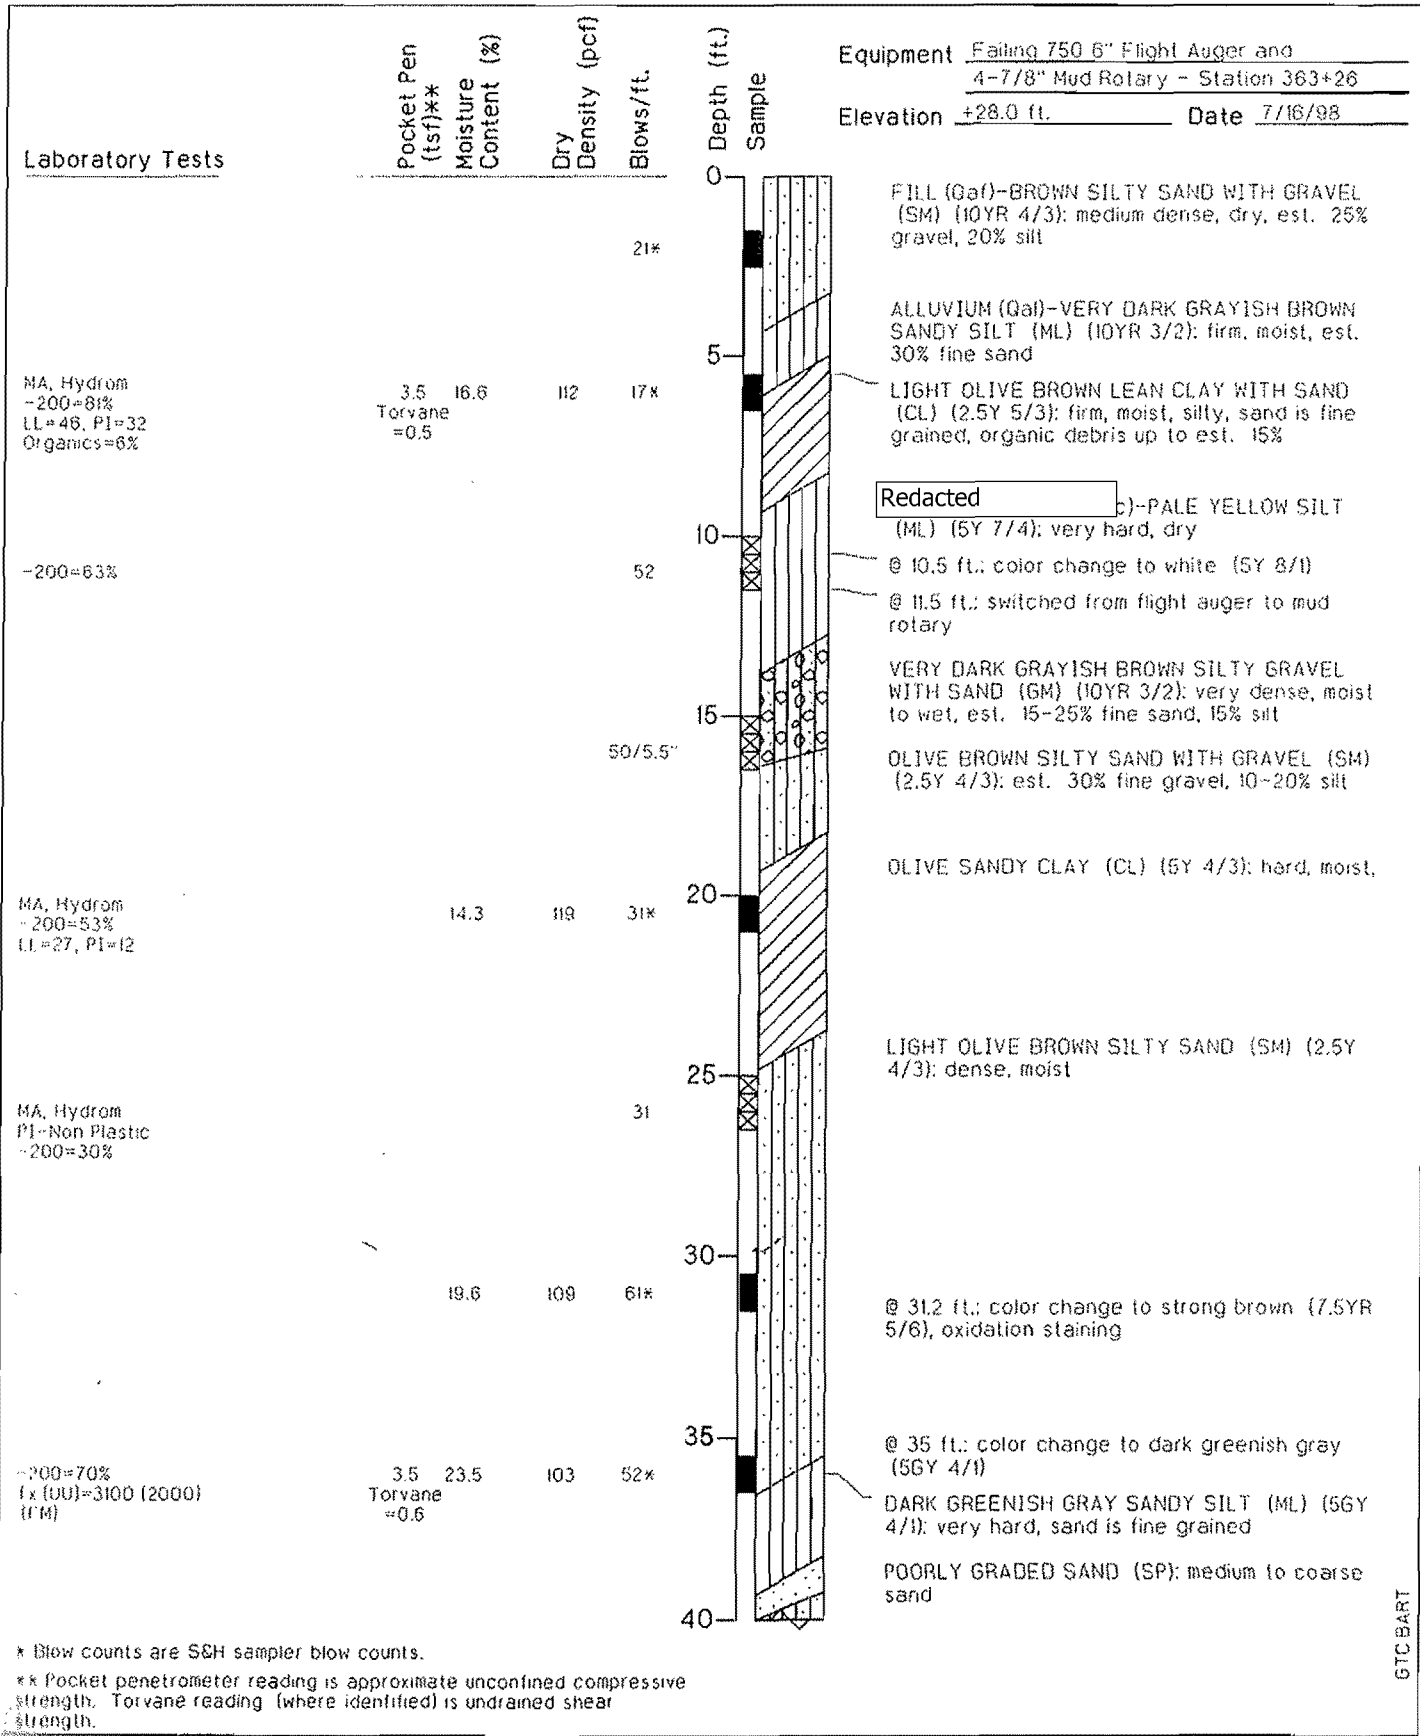 Equipment Failing 750 6" Flight Auger and
4-7/8" Mud Rotary - Station 363+26
Elevation +28.0 ft. Date 7/16/98
Laboratory Tests
Pocket Pen (tsf)**
Moisture Content (%)
Dry Density (pcf)
Blows/ft.
Depth (ft.)
Sample
0
FILL (Qaf)-BROWN SILTY SAND WITH GRAVEL
(SM) (10YR 4/3): medium dense, dry, est. 25%
gravel, 20% silt
21*
ALLUVIUM (Qal)-VERY DARK GRAYISH BROWN
SANDY SILT (ML) (10YR 3/2): firm, moist, est.
30% fine sand
5
MA, Hydrom
-200=81%
LL=46, PI=32
Organics=6%
3.5 16.6 112 17*
Torvane
=0.5
LIGHT OLIVE BROWN LEAN CLAY WITH SAND
(CL) (2.5Y 5/3): firm, moist, silty, sand is fine
grained, organic debris up to est. 15%
Redacted c)-PALE YELLOW SILT
(ML) (5Y 7/4): very hard, dry
10
-200=63%
52
@ 10.5 ft.: color change to white (5Y 8/1)
@ 11.5 ft.: switched from flight auger to mud
rotary
VERY DARK GRAYISH BROWN SILTY GRAVEL
WITH SAND (GM) (10YR 3/2): very dense, moist
to wet, est. 15-25% fine sand, 15% silt
15
50/5.5"
OLIVE BROWN SILTY SAND WITH GRAVEL (SM)
(2.5Y 4/3): est. 30% fine gravel, 10-20% silt
OLIVE SANDY CLAY (CL) (5Y 4/3): hard, moist,
20
MA, Hydrom
-200=53%
LL=27, PI=12
14.3 119 31*
LIGHT OLIVE BROWN SILTY SAND (SM) (2.5Y
4/3): dense, moist
25
MA, Hydrom
PI-Non Plastic
-200=30%
31
30
19.6 109 61*
@ 31.2 ft.: color change to strong brown (7.5YR
5/6), oxidation staining
35
@ 35 ft.: color change to dark greenish gray
(5GY 4/1)
-200=70%
(UU)=3100 (2000)
3.5 23.5 103 52*
Torvane
=0.6
DARK GREENISH GRAY SANDY SILT (ML) (5GY
4/1): very hard, sand is fine grained
POORLY GRADED SAND (SP): medium to coarse
sand
40
GTC BART
* Blow counts are S&H sampler blow counts.
** Pocket penetrometer reading is approximate unconfined compressive
strength. Torvane reading (where identified) is undrained shear
strength.